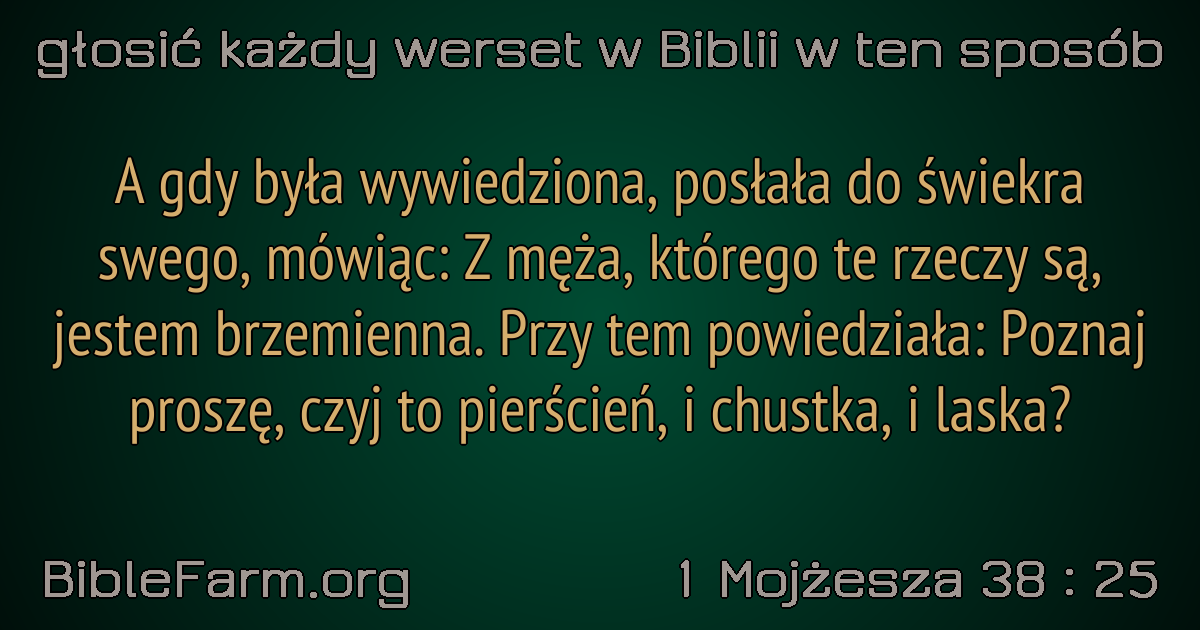 głosić każdy werset w Biblii w ten sposób
A gdy była wywiedziona, posłała do świekra
swego, mówiąc: Z męża, którego te rzeczy są,
jestem brzemienna. Przy tem powiedziała: Poznaj
proszę, czyj to pierścień, i chustka, i laska?
BibleFarm.org
1 Mojżesza 38 : 25